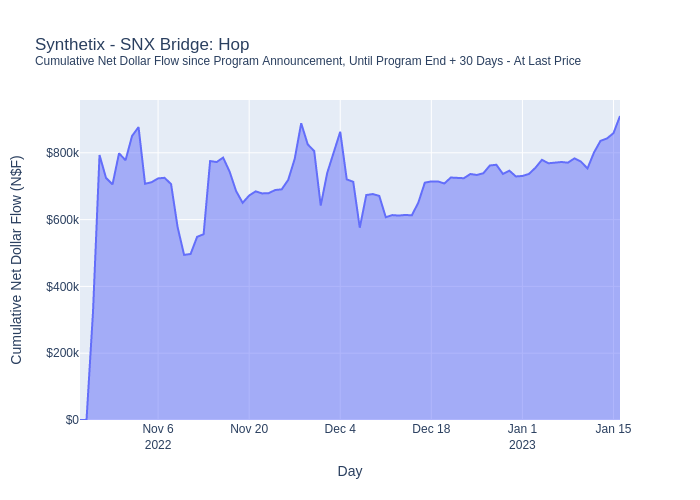 Synthetix - SNX Bridge: Hop
Cumulative Net Dollar Flow since Program Announcement, Until Program End + 30 Days - At Last Price
Cumulative Net Dollar Flow (N$F)
$800k
$600k
$400k
$200k
$0
Nov 6
2022
Nov 20
Dec 4
Dec 18
Jan 1
2023
Jan 15
Day